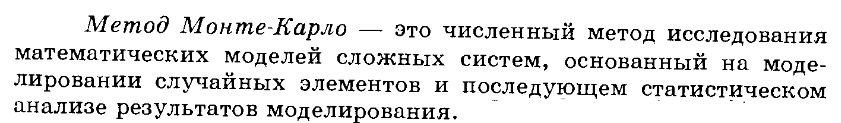 Метод Монте-Карло — это численный метод исследования
математических моделей сложных систем, основанный на моде-
лировании случайных элементов и последующем статистическом
анализе результатов моделирования.